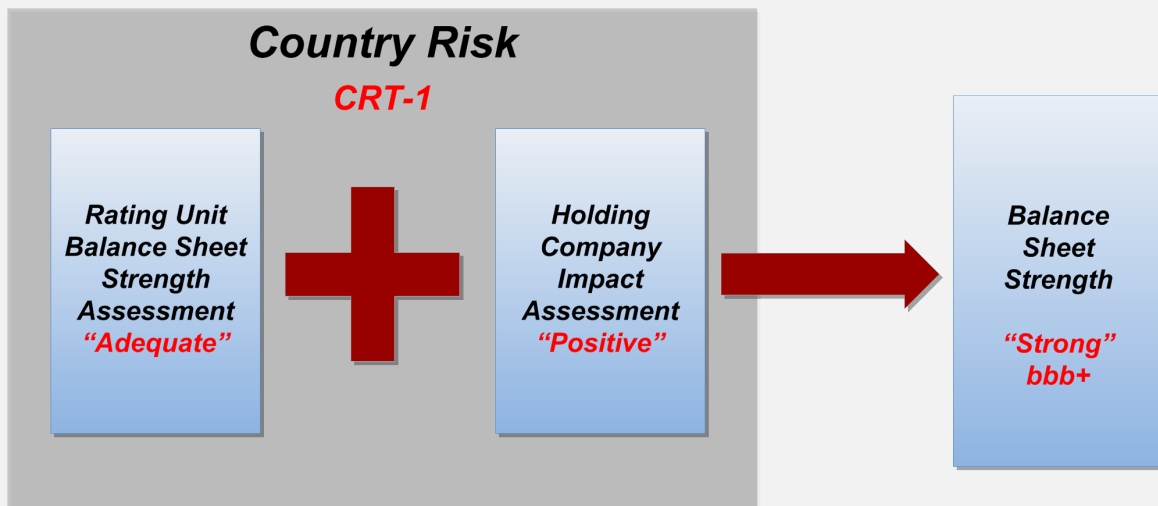 Country Risk
CRT-1
Rating Unit
Balance Sheet
Strength
Assessment
“Adequate”
Holding
Company
Impact
Assessment
“Positive”
Balance
Sheet
Strength
“Strong”
bbb+